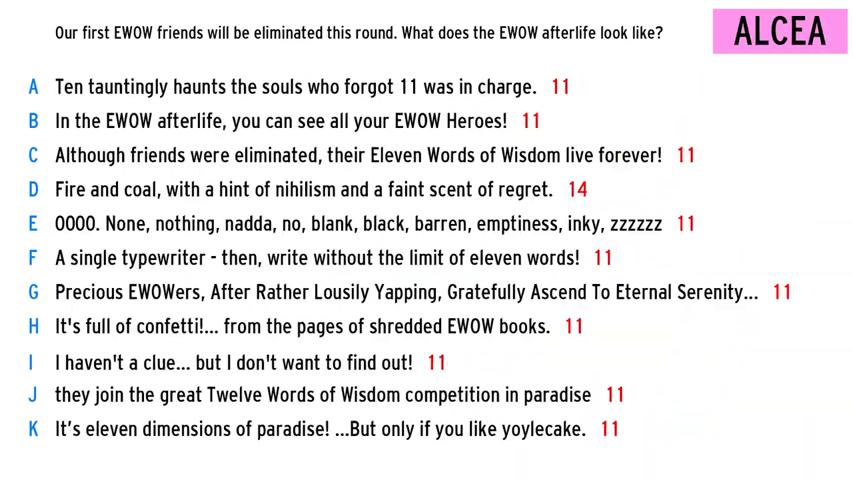 Our first EWOW friends will be eliminated this round. What does the EWOW afterlife look like?
ALCEA
A Ten tauntingly haunts the souls who forgot 11 was in charge. 11
B In the EWOW afterlife, you can see all your EWOW Heroes! 11
C Although friends were eliminated, their Eleven Words of Wisdom live forever! 11
D Fire and coal, with a hint of nihilism and a faint scent of regret. 14
E OOOO. None, nothing, nadda, no, blank, black, barren, emptiness, inky, zzzzzz 11
F A single typewriter - then, write without the limit of eleven words! 11
G Precious EWOWers, After Rather Lousily Yapping, Gratefully Ascend To Eternal Serenity... 11
H It's full of confetti!... from the pages of shredded EWOW books. 11
I I haven't a clue... but I don't want to find out! 11
J they join the great Twelve Words of Wisdom competition in paradise 11
K It’s eleven dimensions of paradise! ...But only if you like yoylecake. 11